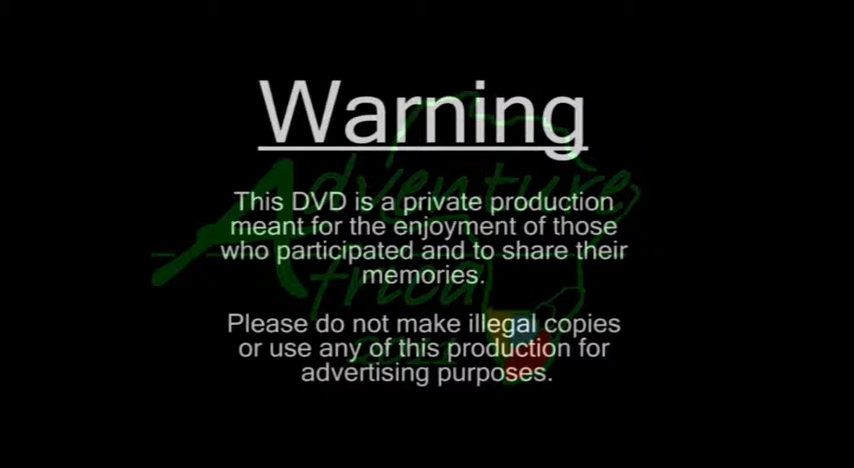 Warning
Adventure
Africa
This DVD is a private production
meant for the enjoyment of those
who participated and to share their
memories.
Please do not make illegal copies
or use any of this production for
advertising purposes.